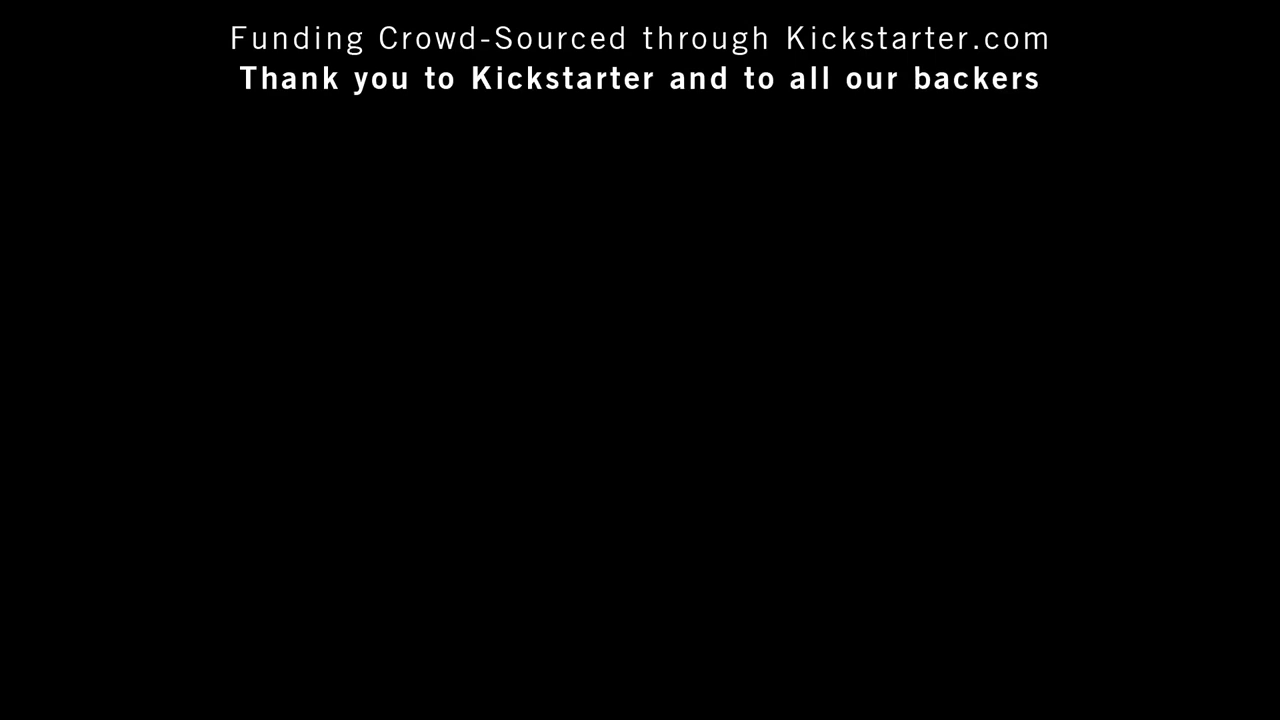 Funding Crowd-Sourced through Kickstarter.com
Thank you to Kickstarter and to all our backers